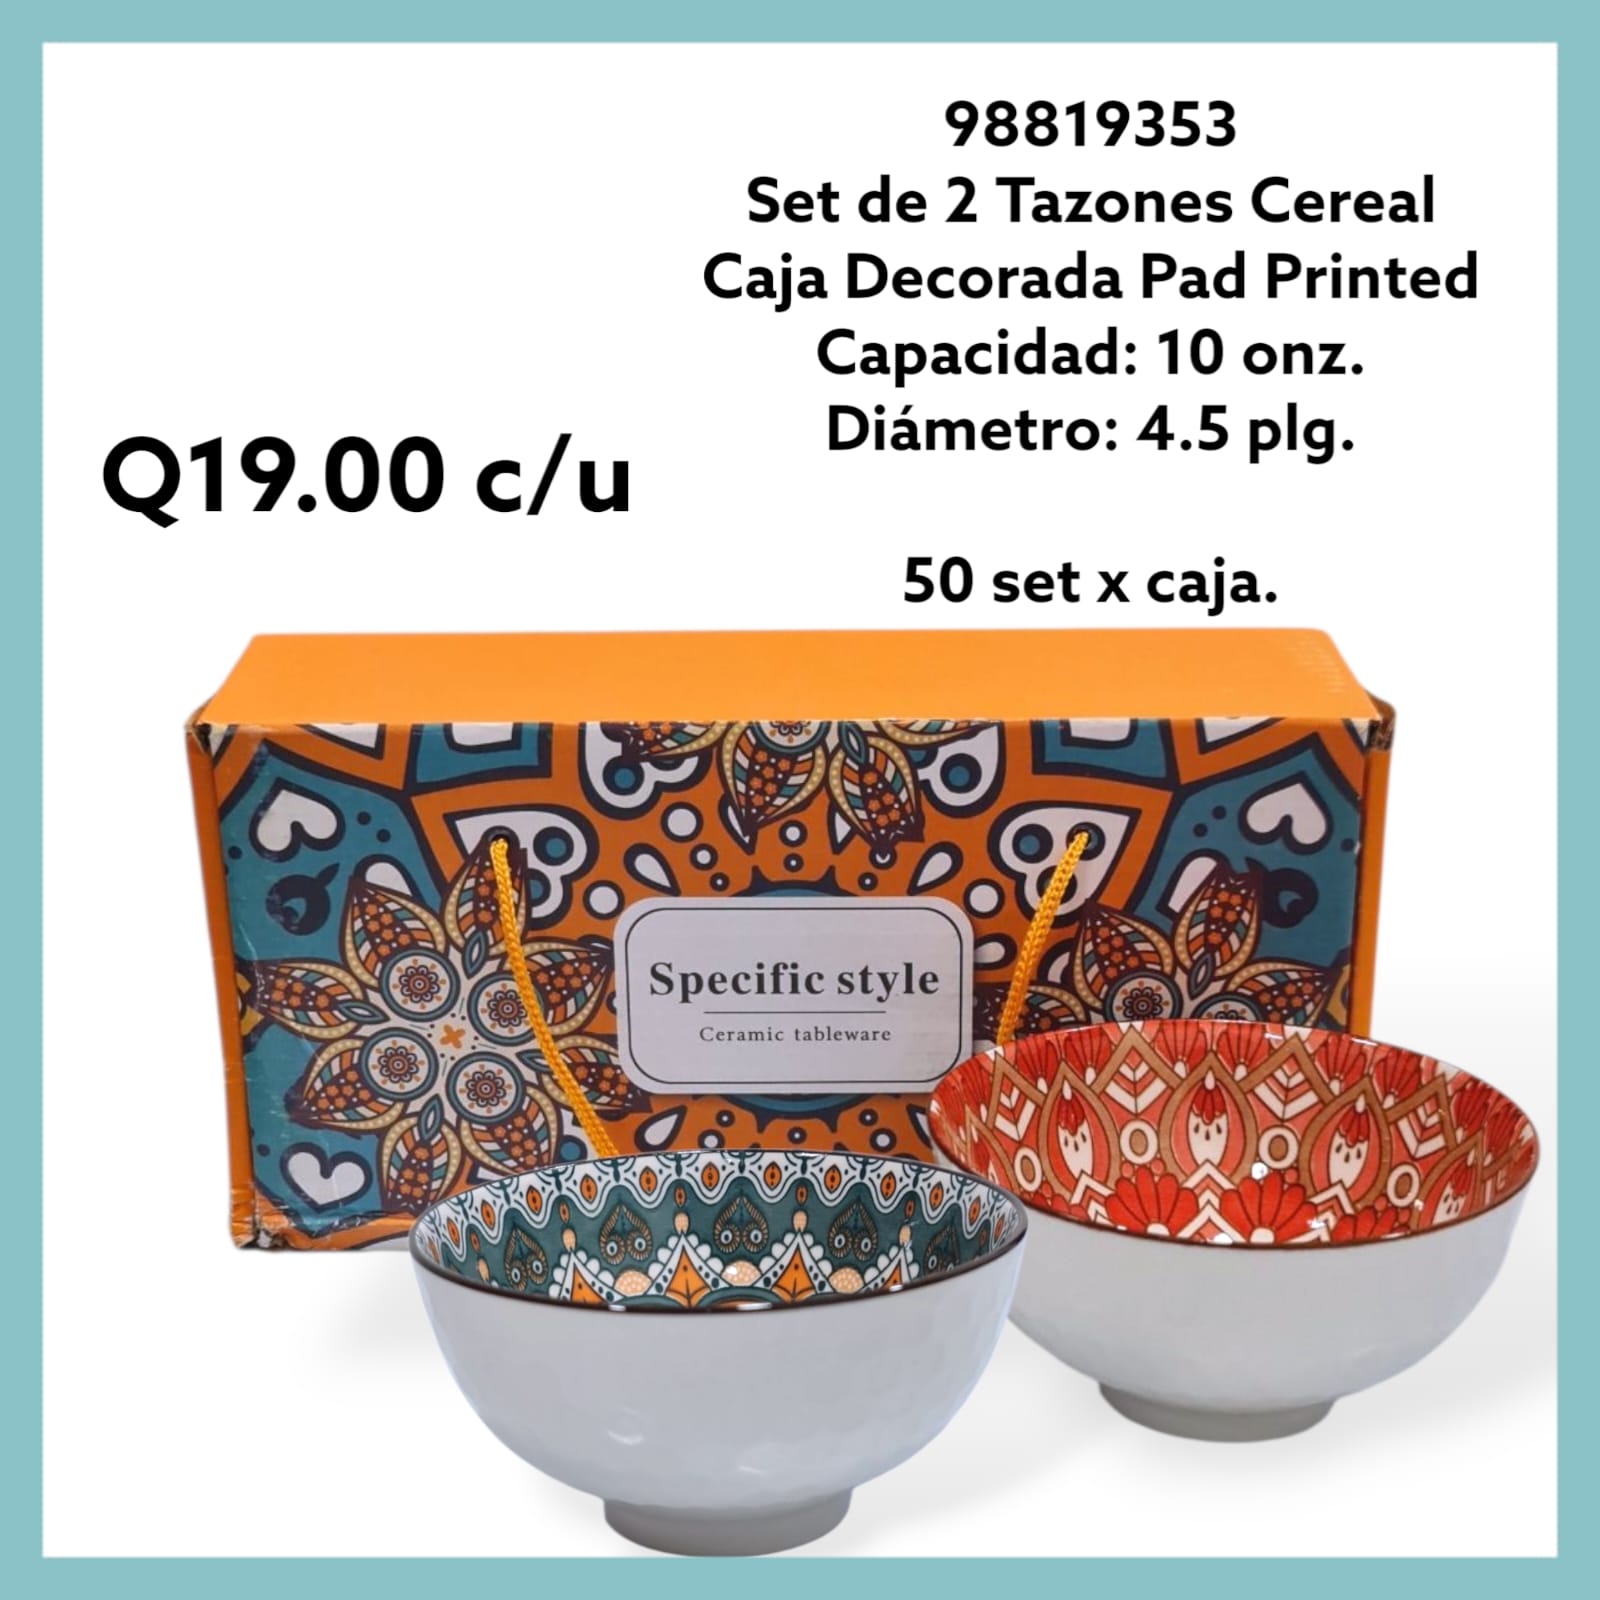 98819353
Set de 2 Tazones Cereal
Caja Decorada Pad Printed
Capacidad: 10 onz.
Diámetro: 4.5 plg.
Q19.00 c/u
50 set x caja.
Specific style
Ceramic tableware